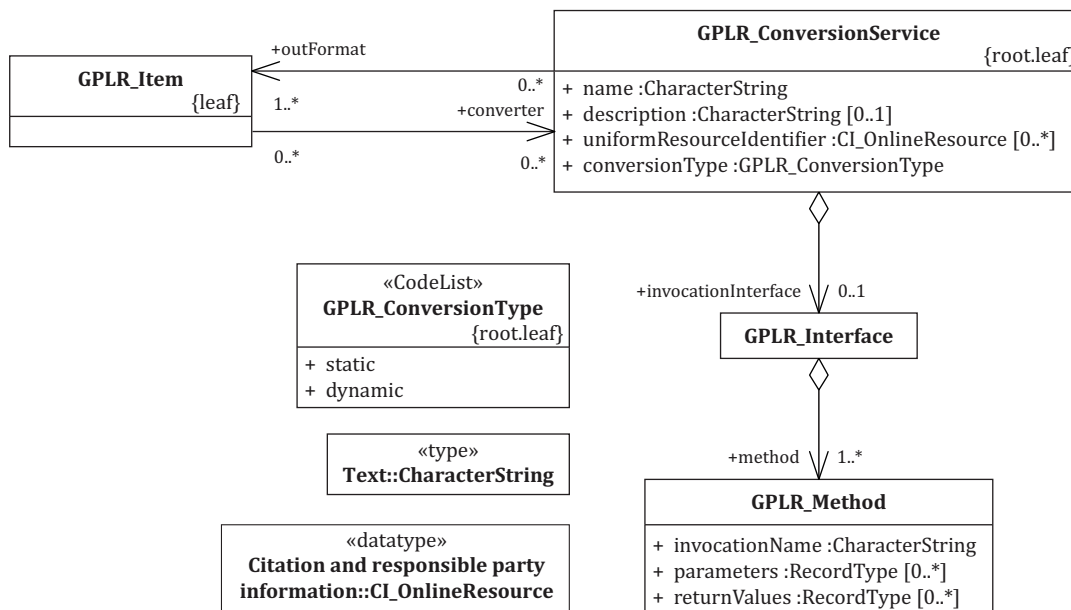 GPLR_ConversionService
{root.leaf}
+ name :CharacterString
+ description :CharacterString [0..1]
+ uniformResourceIdentifier :CI_OnlineResource [0..*]
+ conversionType :GPLR_ConversionType
+outFormat
GPLR_Item
{leaf}
1..*
0..*
+converter
0..*
0..*
«CodeList»
GPLR_ConversionType
{root.leaf}
+ static
+ dynamic
+invocationInterface
0..1
GPLR_Interface
«type»
Text::CharacterString
+method
1..*
GPLR_Method
+ invocationName :CharacterString
+ parameters :RecordType [0..*]
+ returnValues :RecordType [0..*]
«datatype»
Citation and responsible party
information::CI_OnlineResource